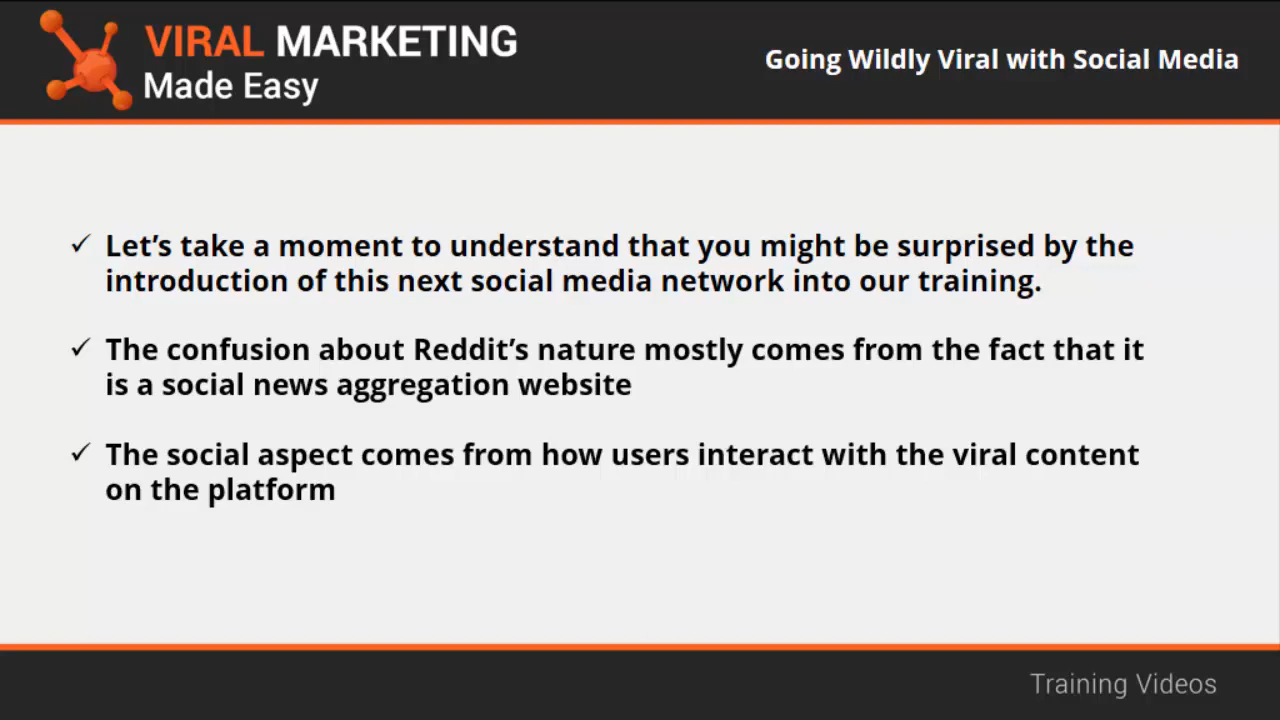 VIRAL MARKETING
Made Easy
Going Wildly Viral with Social Media
✓ Let’s take a moment to understand that you might be surprised by the
introduction of this next social media network into our training.
✓ The confusion about Reddit’s nature mostly comes from the fact that it
is a social news aggregation website
✓ The social aspect comes from how users interact with the viral content
on the platform
Training Videos